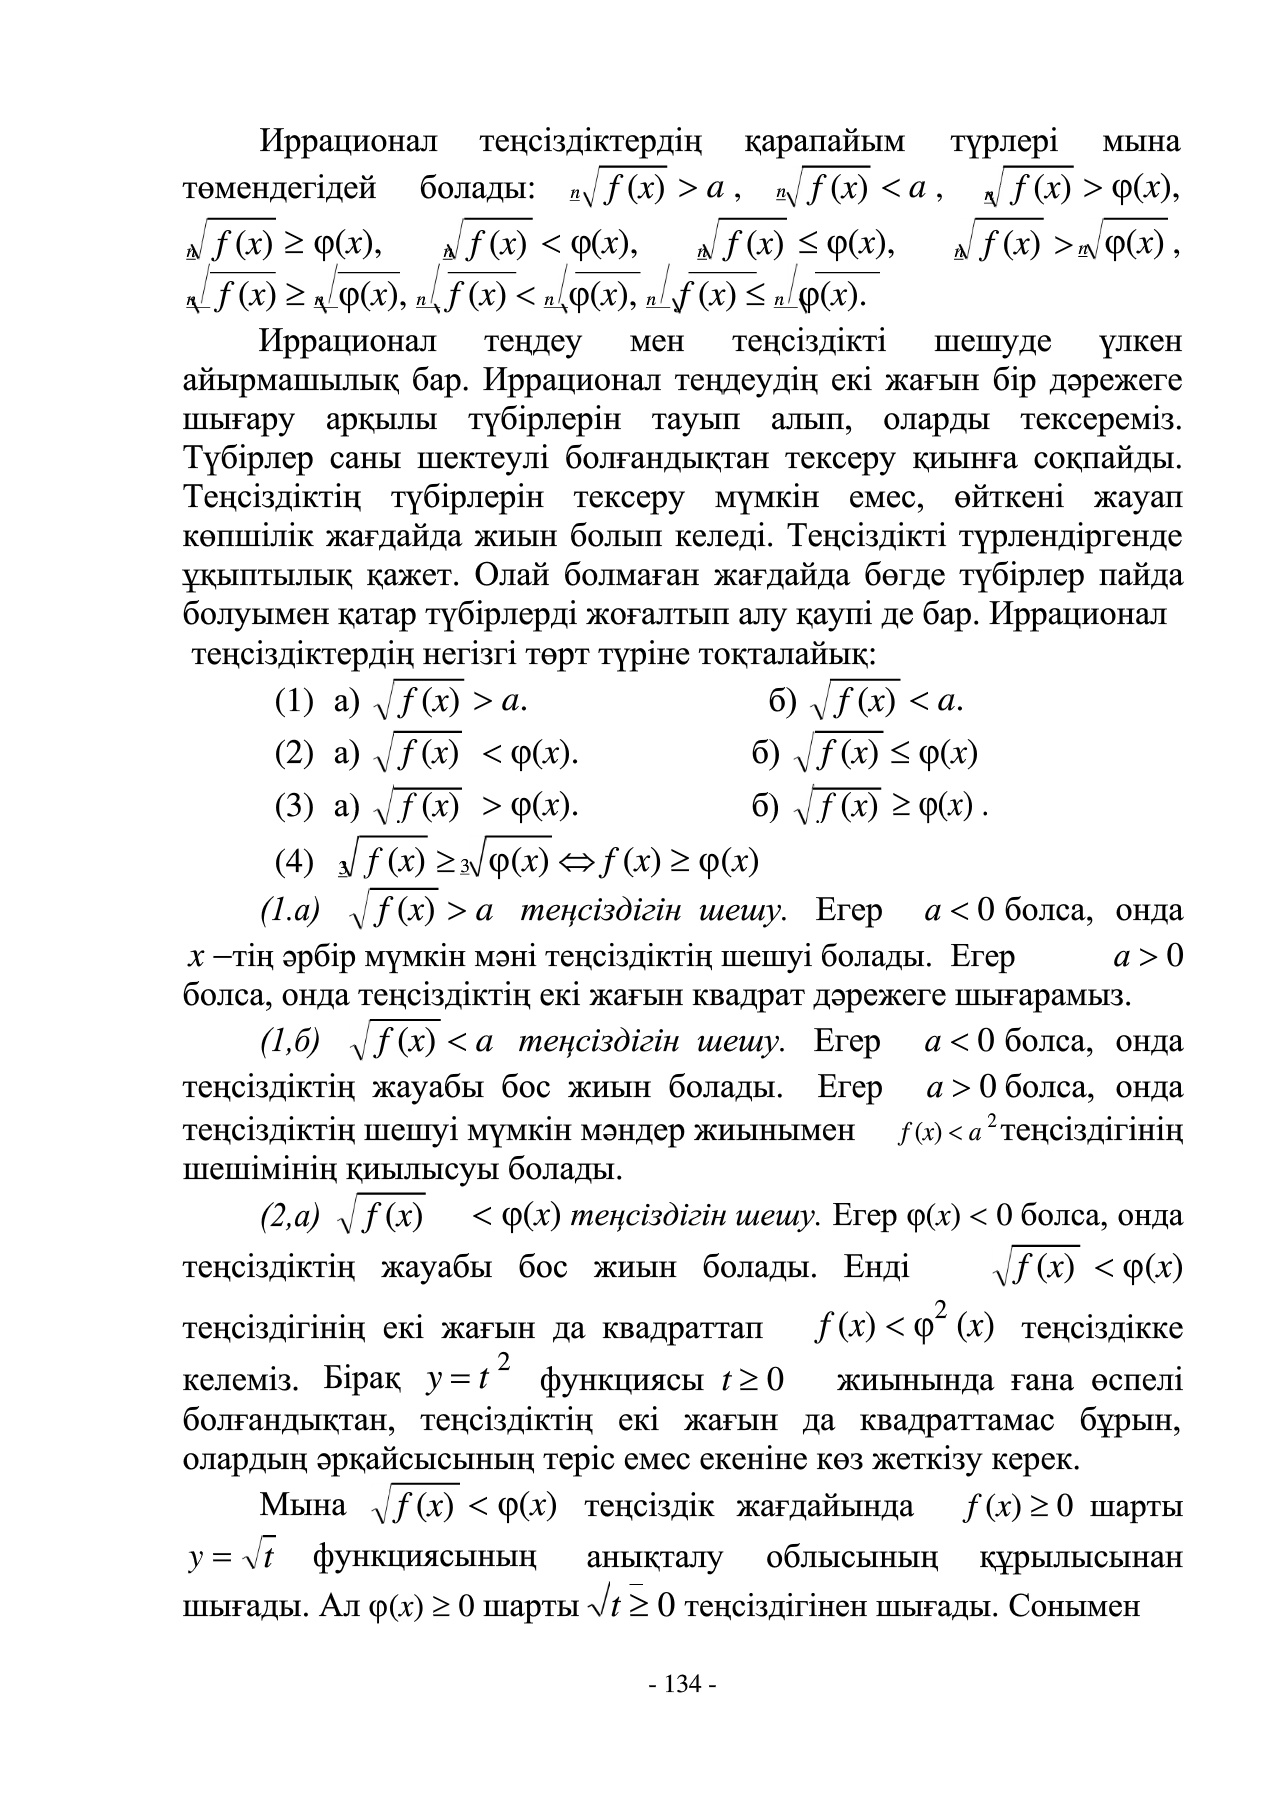 Иррационал теңсіздіктердің қарапайым түрлері мына
төмендегідей болады: ⁿ√f(x) > a , ⁿ√f(x) < a , ⁿ√f(x) > φ(x),
ⁿ√f(x) ≥ φ(x), ⁿ√f(x) < φ(x), ⁿ√f(x) ≤ φ(x), ⁿ√f(x) > ⁿ√φ(x) ,
ⁿ√f(x) ≥ ⁿ√φ(x), ⁿ√f(x) < ⁿ√φ(x), ⁿ√f(x) ≤ ⁿ√φ(x).
Иррационал теңдеу мен теңсіздікті шешуде үлкен
айырмашылық бар. Иррационал теңдеудің екі жағын бір дәрежеге
шығару арқылы түбірлерін тауып алып, оларды тексереміз.
Түбірлер саны шектеулі болғандықтан тексеру қиынға соқпайды.
Теңсіздіктің түбірлерін тексеру мүмкін емес, өйткені жауап
көпшілік жағдайда жиын болып келеді. Теңсіздікті түрлендіргенде
ұқыптылық қажет. Олай болмаған жағдайда бөгде түбірлер пайда
болуымен қатар түбірлерді жоғалтып алу қаупі де бар. Иррационал
теңсіздіктердің негізгі төрт түріне тоқталайық:
(1) а) √f(x) > a. б) √f(x) < a.
(2) а) √f(x) < φ(x). б) √f(x) ≤ φ(x)
(3) а) √f(x) > φ(x). б) √f(x) ≥ φ(x) .
(4) ³√f(x) ≥ ³√φ(x) ⇔ f(x) ≥ φ(x)
(1.а) √f(x) > a теңсіздігін шешу. Егер a < 0 болса, онда
x –тің әрбір мүмкін мәні теңсіздіктің шешуі болады. Егер a > 0
болса, онда теңсіздіктің екі жағын квадрат дәрежеге шығарамыз.
(1,б) √f(x) < a теңсіздігін шешу. Егер a < 0 болса, онда
теңсіздіктің жауабы бос жиын болады. Егер a > 0 болса, онда
теңсіздіктің шешуі мүмкін мәндер жиынымен f(x) < a² теңсіздігінің
шешімінің қиылысуы болады.
(2,а) √f(x) < φ(x) теңсіздігін шешу. Егер φ(x) < 0 болса, онда
теңсіздіктің жауабы бос жиын болады. Енді √f(x) < φ(x)
теңсіздігінің екі жағын да квадраттап f(x) < φ²(x) теңсіздікке
келеміз. Бірақ y = t² функциясы t ≥ 0 жиынында ғана өспелі
болғандықтан, теңсіздіктің екі жағын да квадраттамас бұрын,
олардың әрқайсысының теріс емес екеніне көз жеткізу керек.
Мына √f(x) < φ(x) теңсіздік жағдайында f(x) ≥ 0 шарты
y = √t функциясының анықталу облысының құрылысынан
шығады. Ал φ(x) ≥ 0 шарты √t ≥ 0 теңсіздігінен шығады. Сонымен
- 134 -